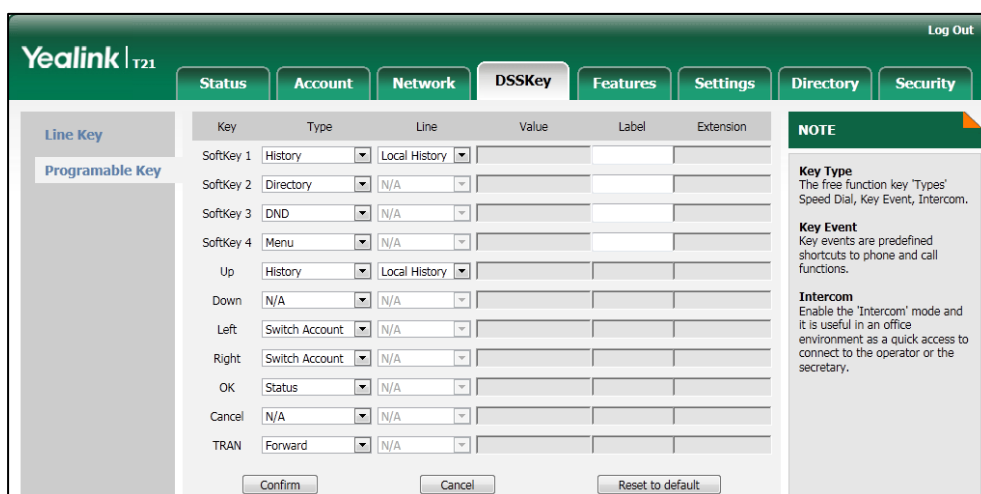 Log Out
Yealink | T21
Status Account Network DSSKey Features Settings Directory Security
Line Key
Programable Key
Key Type Line Value Label Extension
SoftKey 1 History Local History
SoftKey 2 Directory N/A
SoftKey 3 DND N/A
SoftKey 4 Menu N/A
Up History Local History
Down N/A N/A
Left Switch Account N/A
Right Switch Account N/A
OK Status N/A
Cancel N/A N/A
TRAN Forward N/A
Confirm Cancel Reset to default
NOTE
Key Type
The free function key 'Types'
Speed Dial, Key Event, Intercom.
Key Event
Key events are predefined
shortcuts to phone and call
functions.
Intercom
Enable the 'Intercom' mode and
it is useful in an office
environment as a quick access to
connect to the operator or the
secretary.